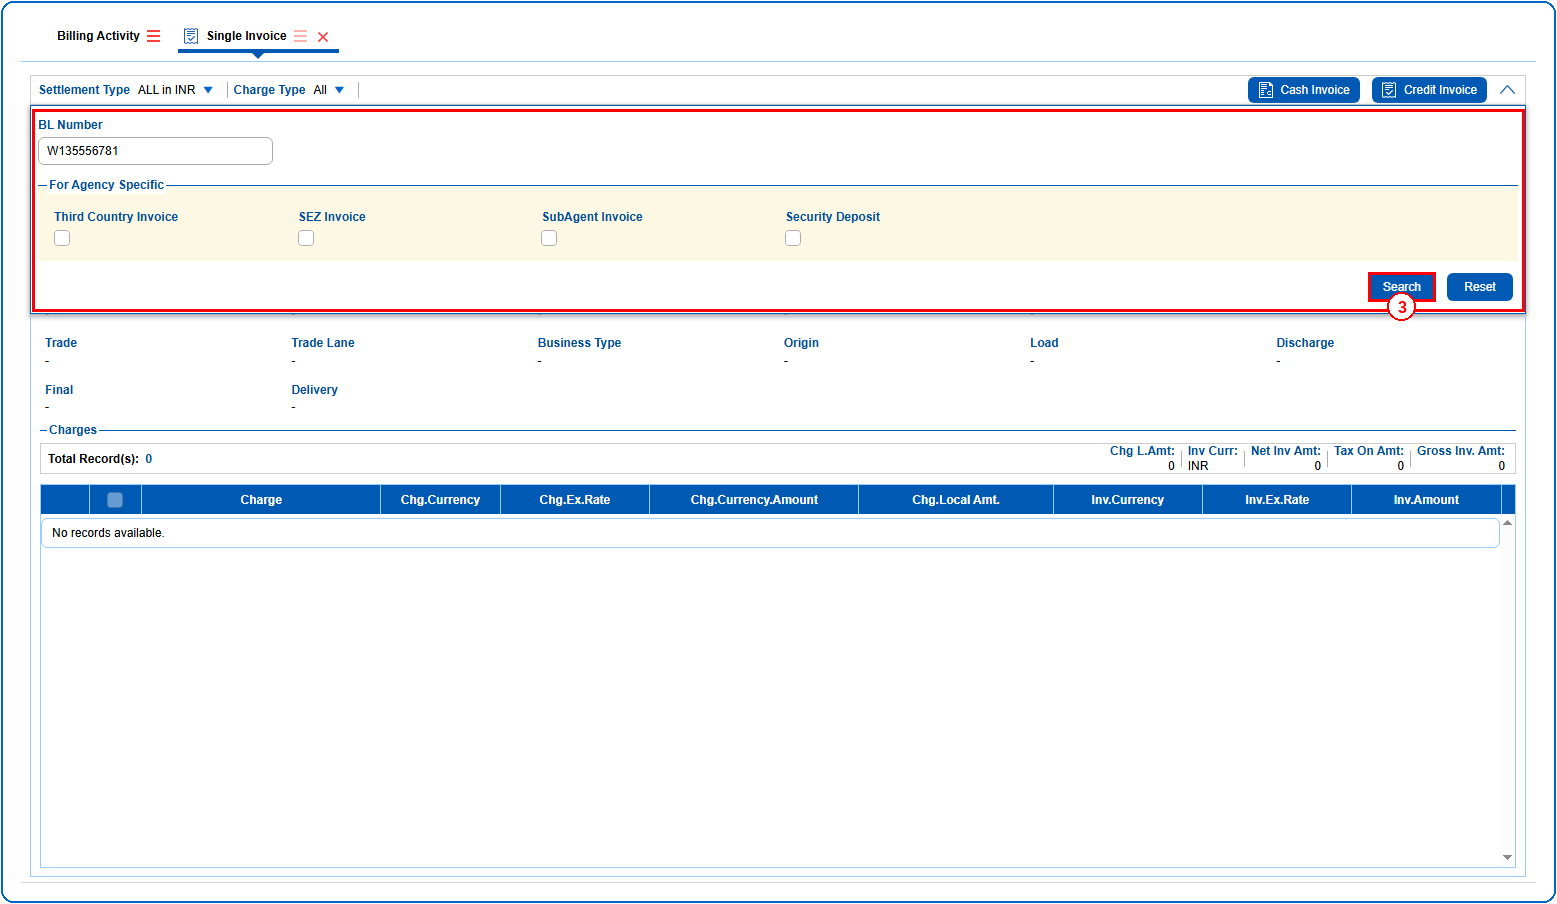 Billing Activity Single Invoice
Settlement Type ALL in INR Charge Type All Cash Invoice Credit Invoice
BL Number
W135556781
For Agency Specific
Third Country Invoice SEZ Invoice SubAgent Invoice Security Deposit
Search Reset
3
Trade Trade Lane Business Type Origin Load Discharge
- - - - - -
Final Delivery
- -
Charges
Total Record(s): 0 Chg L.Amt: Inv Curr: Net Inv Amt: Tax On Amt: Gross Inv. Amt:
0 INR 0 0 0
Charge Chg.Currency Chg.Ex.Rate Chg.Currency.Amount Chg.Local Amt. Inv.Currency Inv.Ex.Rate Inv.Amount
No records available.